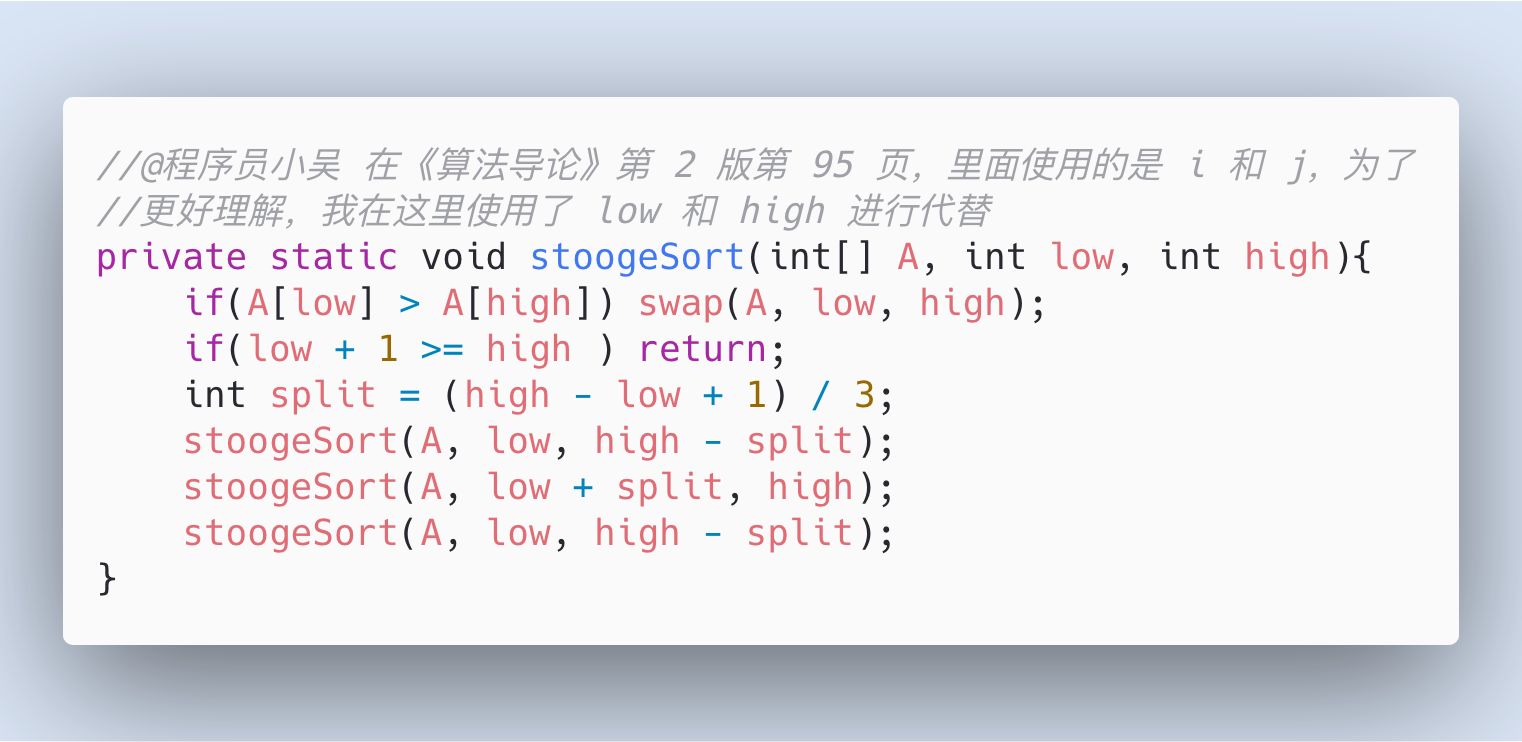 //@程序员小吴 在《算法导论》第 2 版第 95 页，里面使用的是 i 和 j，为了
//更好理解，我在这里使用了 low 和 high 进行代替
private static void stoogeSort(int[] A, int low, int high){
    if(A[low] > A[high]) swap(A, low, high);
    if(low + 1 >= high ) return;
    int split = (high - low + 1) / 3;
    stoogeSort(A, low, high - split);
    stoogeSort(A, low + split, high);
    stoogeSort(A, low, high - split);
}